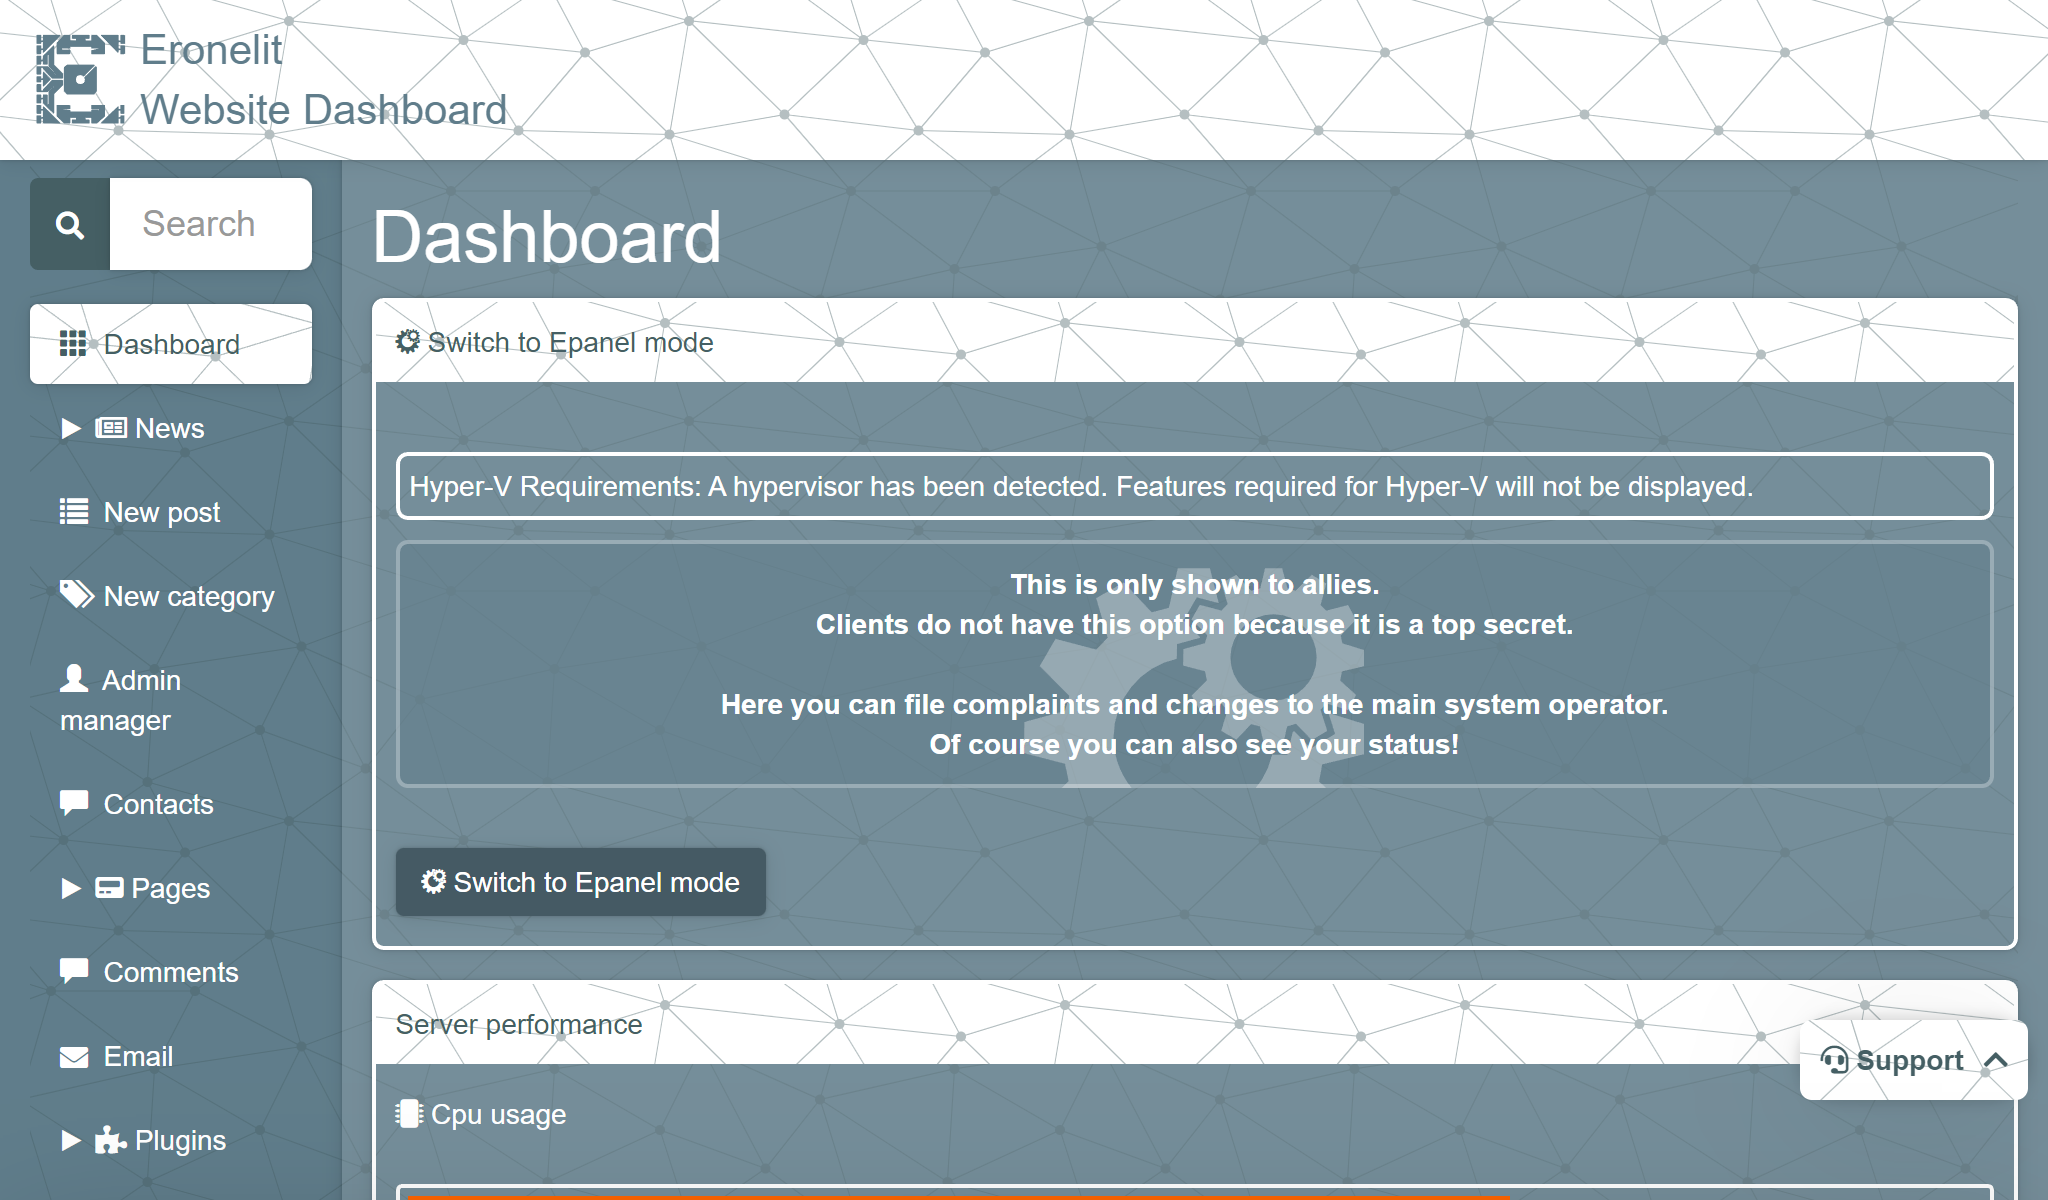 Eronelit
Website Dashboard
Search
Dashboard
News
New post
New category
Admin
manager
Contacts
Pages
Comments
Email
Plugins
Dashboard
Switch to Epanel mode
Hyper-V Requirements: A hypervisor has been detected. Features required for Hyper-V will not be displayed.
This is only shown to allies.
Clients do not have this option because it is a top secret.
Here you can file complaints and changes to the main system operator.
Of course you can also see your status!
Switch to Epanel mode
Server performance
Cpu usage
Support